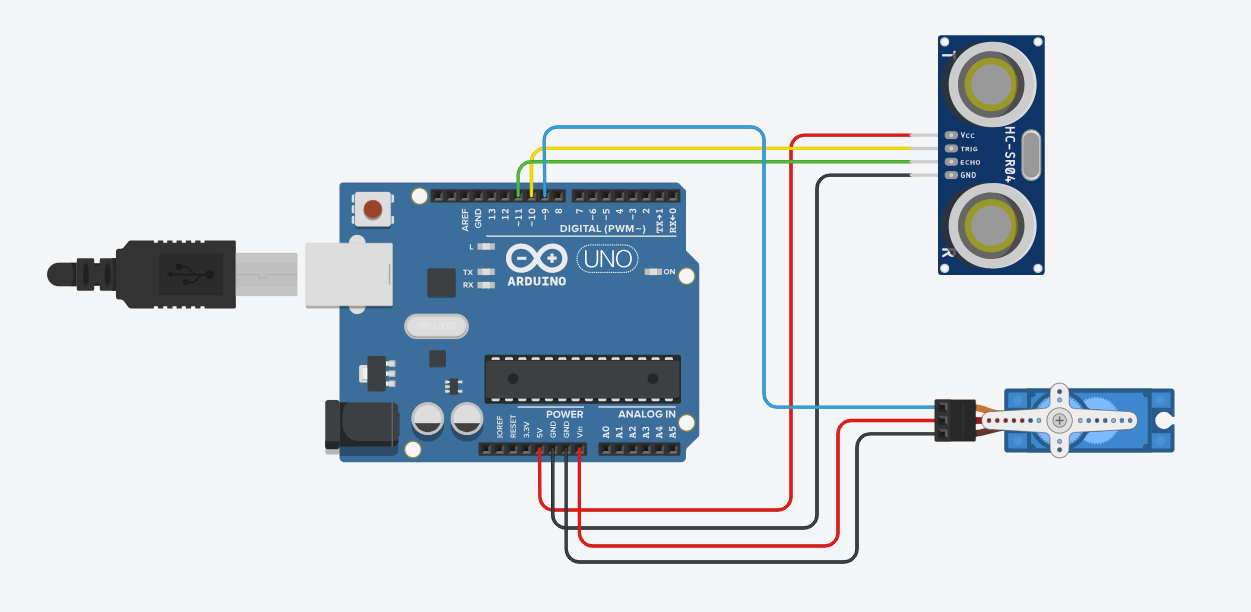 T
Vcc
TRIG
ECHO
GND
HC-SR04
R
AREF
GND
13
12
~11
~10
~9
8
7
~6
~5
4
~3
2
TX→1
RX←0
DIGITAL (PWM~)
L
TX
RX
ARDUINO
UNO
ON
POWER
ANALOG IN
IOREF
RESET
3.3V
5V
GND
GND
Vin
A0
A1
A2
A3
A4
A5